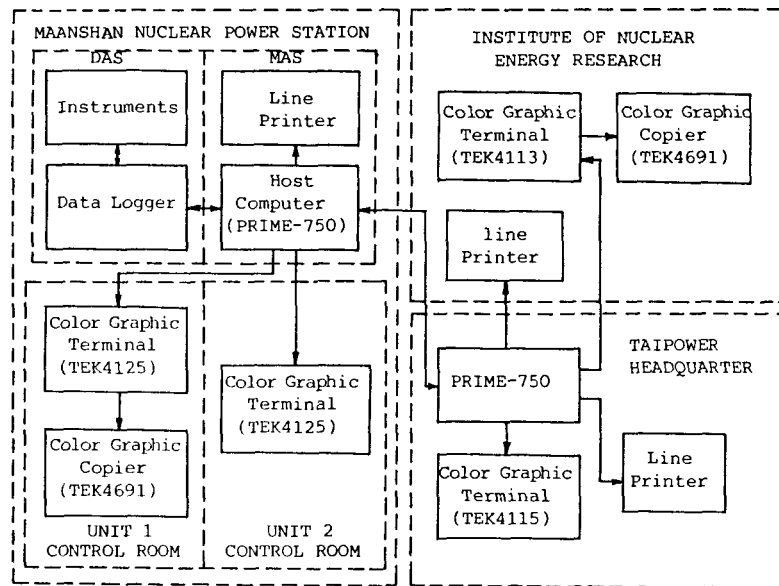 MAANSHAN NUCLEAR POWER STATION
DAS
MAS
Instruments
Line
Printer
Data Logger
Host
Computer
(PRIME-750)
Color Graphic
Terminal
(TEK4125)
Color Graphic
Copier
(TEK4691)
UNIT 1
CONTROL ROOM
Color Graphic
Terminal
(TEK4125)
UNIT 2
CONTROL ROOM
INSTITUTE OF NUCLEAR
ENERGY RESEARCH
Color Graphic
Terminal
(TEK4113)
Color Graphic
Copier
(TEK4691)
line
Printer
TAIPOWER
HEADQUARTER
PRIME-750
Color Graphic
Terminal
(TEK4115)
Line
Printer